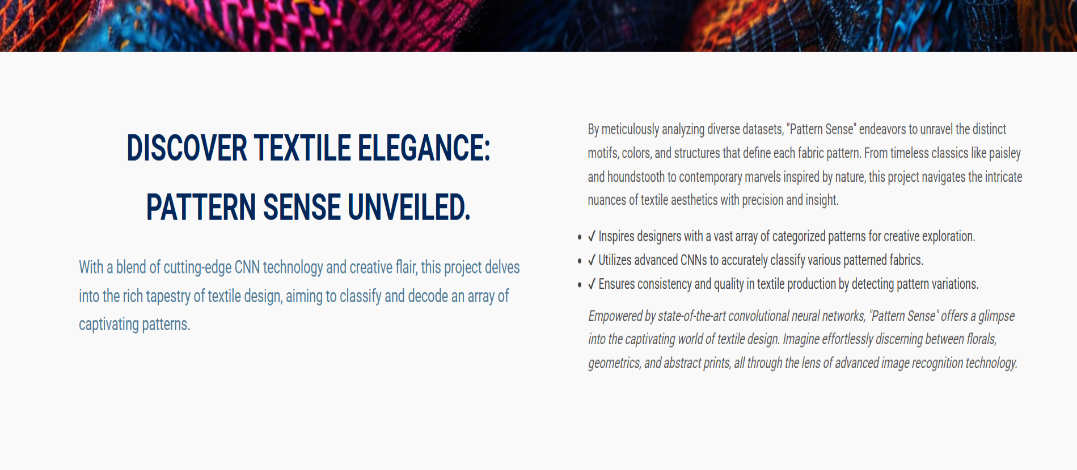 DISCOVER TEXTILE ELEGANCE:
PATTERN SENSE UNVEILED.
With a blend of cutting-edge CNN technology and creative flair, this project delves
into the rich tapestry of textile design, aiming to classify and decode an array of
captivating patterns.
By meticulously analyzing diverse datasets, "Pattern Sense" endeavors to unravel the distinct
motifs, colors, and structures that define each fabric pattern. From timeless classics like paisley
and houndstooth to contemporary marvels inspired by nature, this project navigates the intricate
nuances of textile aesthetics with precision and insight.
• ✓ Inspires designers with a vast array of categorized patterns for creative exploration.
• ✓ Utilizes advanced CNNs to accurately classify various patterned fabrics.
• ✓ Ensures consistency and quality in textile production by detecting pattern variations.
Empowered by state-of-the-art convolutional neural networks, "Pattern Sense" offers a glimpse
into the captivating world of textile design. Imagine effortlessly discerning between florals,
geometrics, and abstract prints, all through the lens of advanced image recognition technology.